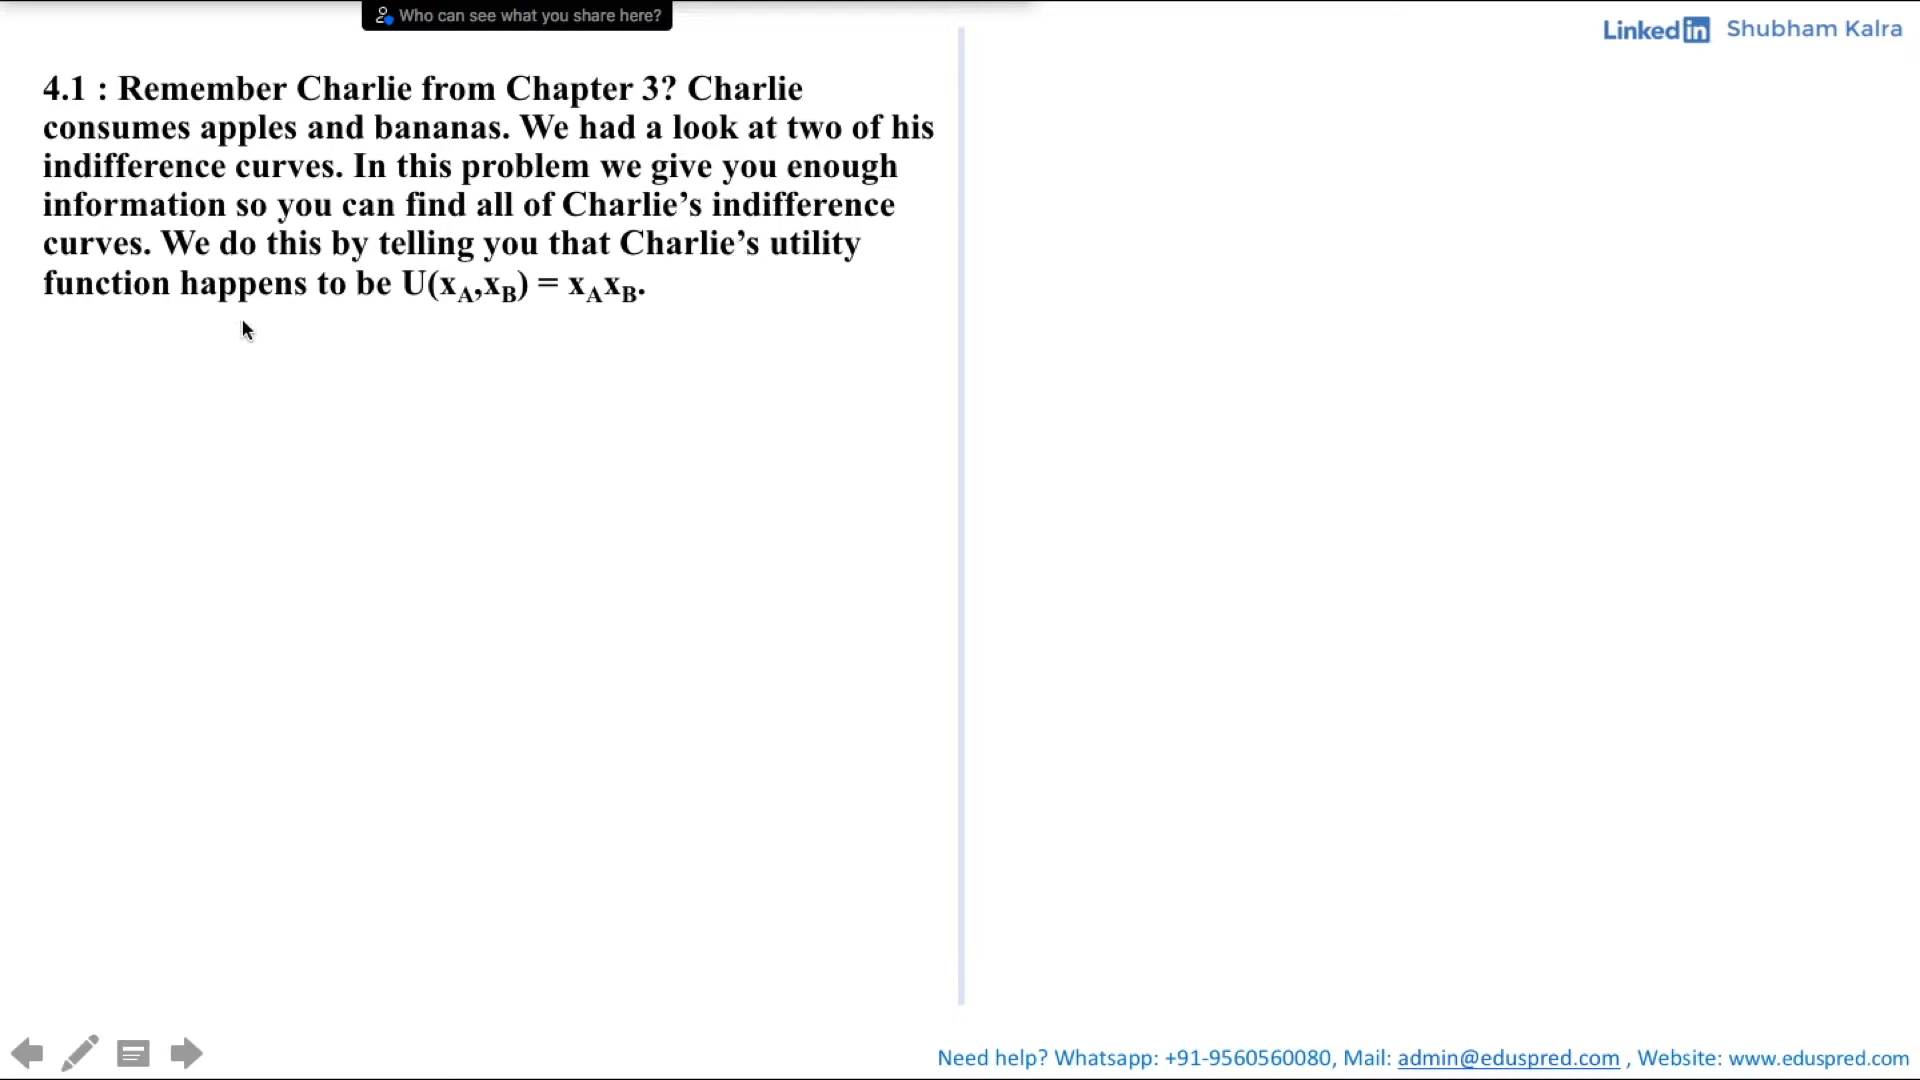 Who can see what you share here?
Linked in Shubham Kalra
4.1 : Remember Charlie from Chapter 3? Charlie
consumes apples and bananas. We had a look at two of his
indifference curves. In this problem we give you enough
information so you can find all of Charlie’s indifference
curves. We do this by telling you that Charlie’s utility
function happens to be U(xA,xB) = xAxB.
Need help? Whatsapp: +91-9560560080, Mail: admin@eduspred.com , Website: www.eduspred.com